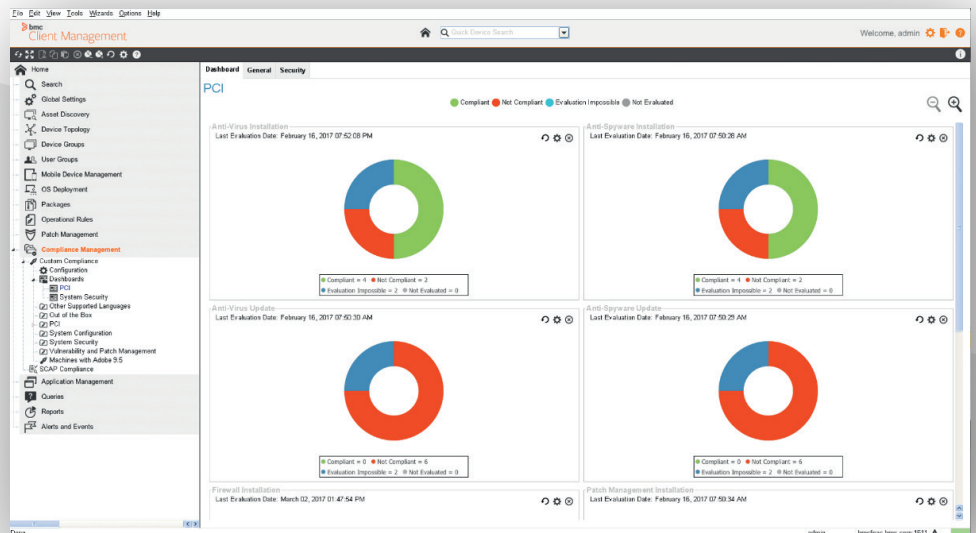 File Edit View Tools Wizards Options Help
bmc
Client Management
Quick Device Search
Welcome, admin
Home
Search
Global Settings
Asset Discovery
Device Topology
Device Groups
User Groups
Mobile Device Management
OS Deployment
Packages
Operational Rules
Patch Management
Compliance Management
Custom Compliance
Configuration
Dashboards
PCI
System Security
Other Supported Languages
Out of the Box
PCI
System Configuration
System Security
Vulnerability and Patch Management
Machines with Adobe 9.5
SCAP Compliance
Application Management
Queries
Reports
Alerts and Events
Dashboard General Security
PCI
Compliant Not Compliant Evaluation Impossible Not Evaluated
Anti-Virus Installation
Last Evaluation Date: February 16, 2017 07:52:08 PM
Compliant = 4 Not Compliant = 2
Evaluation Impossible = 2 Not Evaluated = 0
Anti-Spyware Installation
Last Evaluation Date: February 16, 2017 07:50:28 AM
Compliant = 4 Not Compliant = 2
Evaluation Impossible = 2 Not Evaluated = 0
Anti-Virus Update
Last Evaluation Date: February 16, 2017 07:50:30 AM
Compliant = 0 Not Compliant = 6
Evaluation Impossible = 2 Not Evaluated = 0
Anti-Spyware Update
Last Evaluation Date: February 16, 2017 07:50:29 AM
Compliant = 0 Not Compliant = 6
Evaluation Impossible = 2 Not Evaluated = 0
Firewall Installation
Last Evaluation Date: March 02, 2017 01:47:54 PM
Patch Management Installation
Last Evaluation Date: February 16, 2017 07:50:34 AM
Done
admin